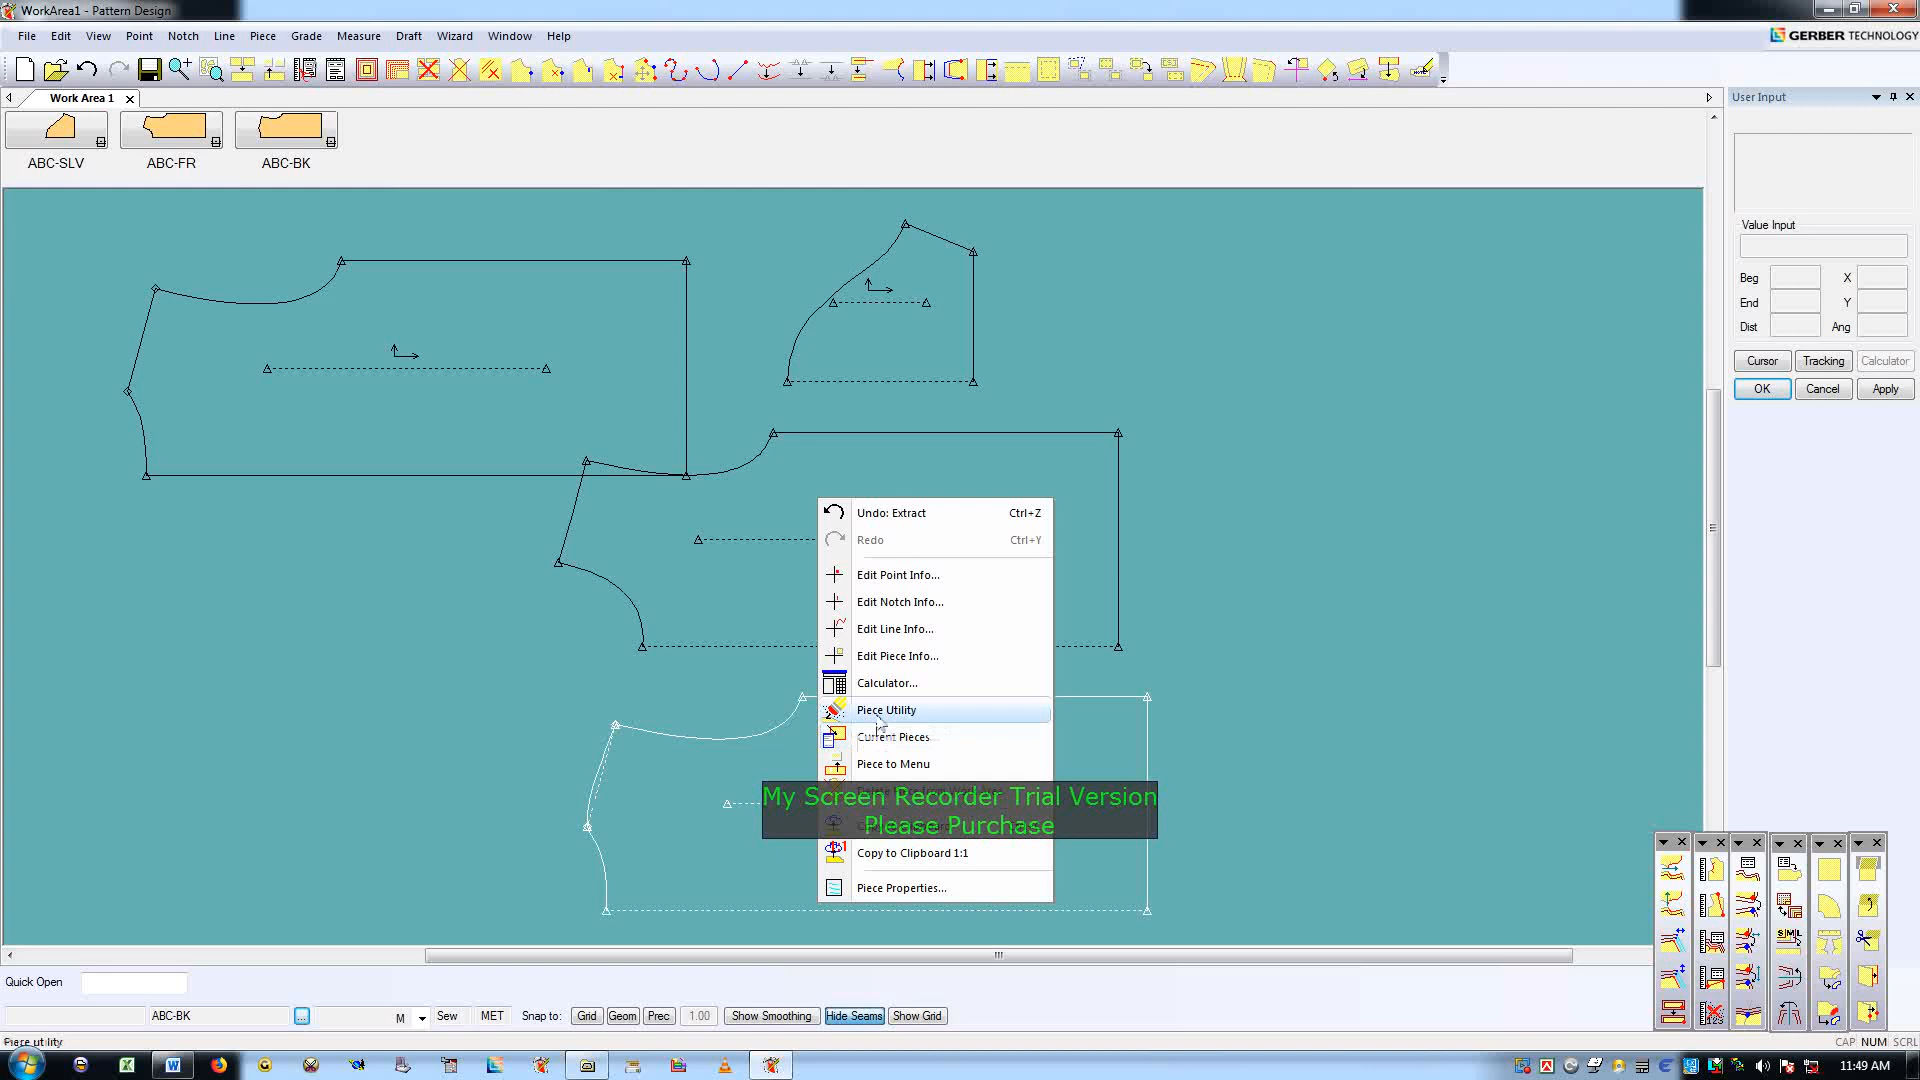 WorkArea1 - Pattern Design
File Edit View Point Notch Line Piece Grade Measure Draft Wizard Window Help
GERBER TECHNOLOGY
Work Area 1
User Input
ABC-SLV ABC-FR ABC-BK
Value Input
Beg X
End Y
Dist Ang
Cursor Tracking Calculator
OK Cancel Apply
Undo: Extract Ctrl+Z
Redo Ctrl+Y
Edit Point Info...
Edit Notch Info...
Edit Line Info...
Edit Piece Info...
Calculator...
Piece Utility
Current Pieces
Piece to Menu
My Screen Recorder Trial Version
Please Purchase
Copy to Clipboard 1:1
Piece Properties...
S M L
123
Quick Open
ABC-BK ... M Sew MET Snap to: Grid Geom Prec 1.00 Show Smoothing Hide Seams Show Grid
Piece utility
CAP NUM SCRL
11:49 AM